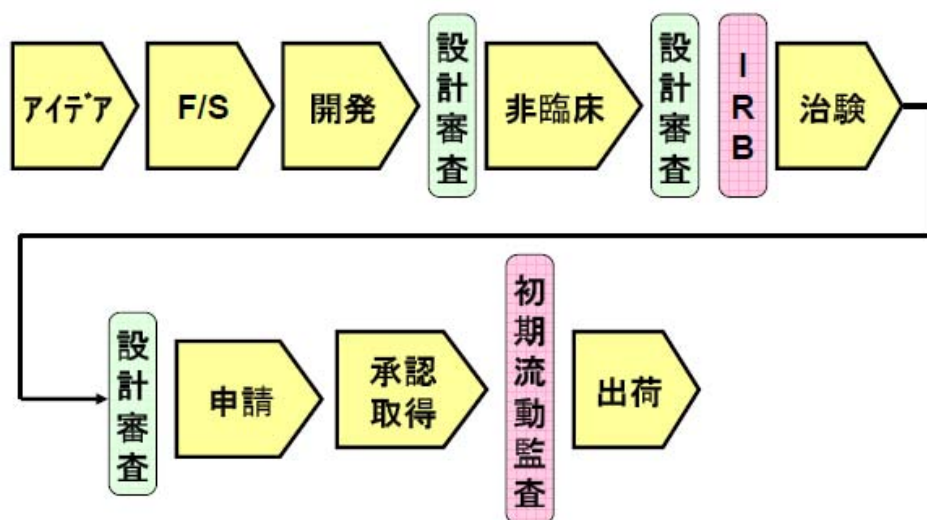 アイデア
F/S
開発
設計審査
非臨床
設計審査
IRB
治験
設計審査
申請
承認
取得
初期流動監査
出荷